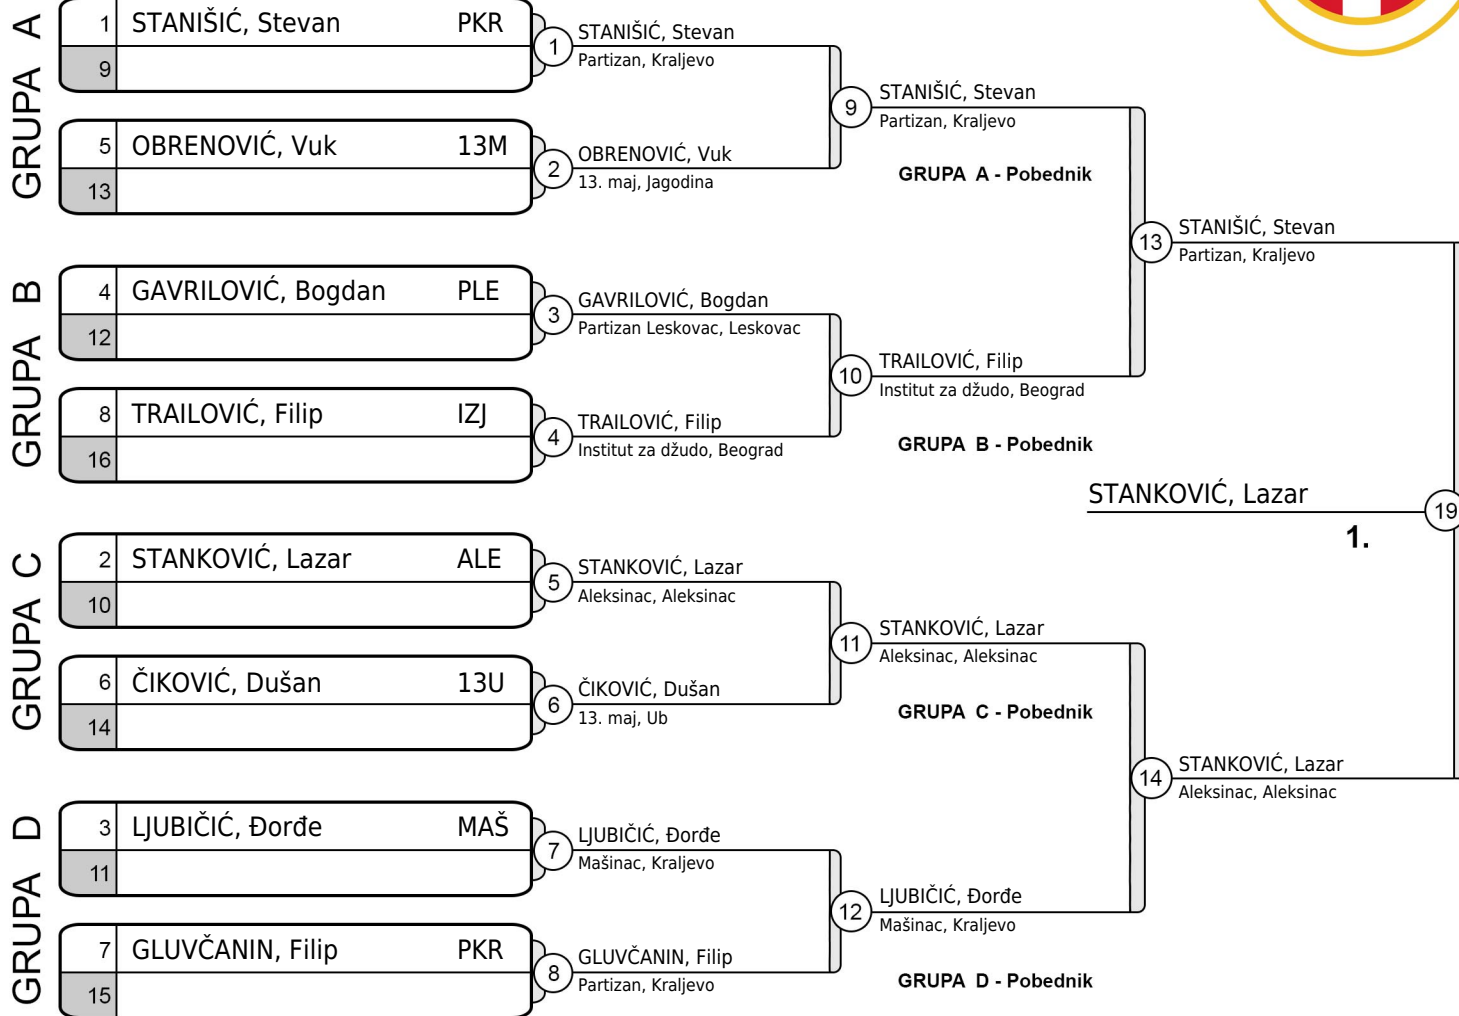 GRUPA A
1 STANIŠIĆ, Stevan PKR
9
5 OBRENOVIĆ, Vuk 13M
13
1
STANIŠIĆ, Stevan
Partizan, Kraljevo
2
OBRENOVIĆ, Vuk
13. maj, Jagodina
9
STANIŠIĆ, Stevan
Partizan, Kraljevo
GRUPA A - Pobednik
GRUPA B
4 GAVRILOVIĆ, Bogdan PLE
12
8 TRAILOVIĆ, Filip IZJ
16
3
GAVRILOVIĆ, Bogdan
Partizan Leskovac, Leskovac
4
TRAILOVIĆ, Filip
Institut za džudo, Beograd
10
TRAILOVIĆ, Filip
Institut za džudo, Beograd
GRUPA B - Pobednik
13
STANIŠIĆ, Stevan
Partizan, Kraljevo
GRUPA C
2 STANKOVIĆ, Lazar ALE
10
6 ČIKOVIĆ, Dušan 13U
14
5
STANKOVIĆ, Lazar
Aleksinac, Aleksinac
6
ČIKOVIĆ, Dušan
13. maj, Ub
11
STANKOVIĆ, Lazar
Aleksinac, Aleksinac
GRUPA C - Pobednik
GRUPA D
3 LJUBIČIĆ, Đorđe MAŠ
11
7 GLUVČANIN, Filip PKR
15
7
LJUBIČIĆ, Đorđe
Mašinac, Kraljevo
8
GLUVČANIN, Filip
Partizan, Kraljevo
12
LJUBIČIĆ, Đorđe
Mašinac, Kraljevo
GRUPA D - Pobednik
14
STANKOVIĆ, Lazar
Aleksinac, Aleksinac
STANKOVIĆ, Lazar
19
1.